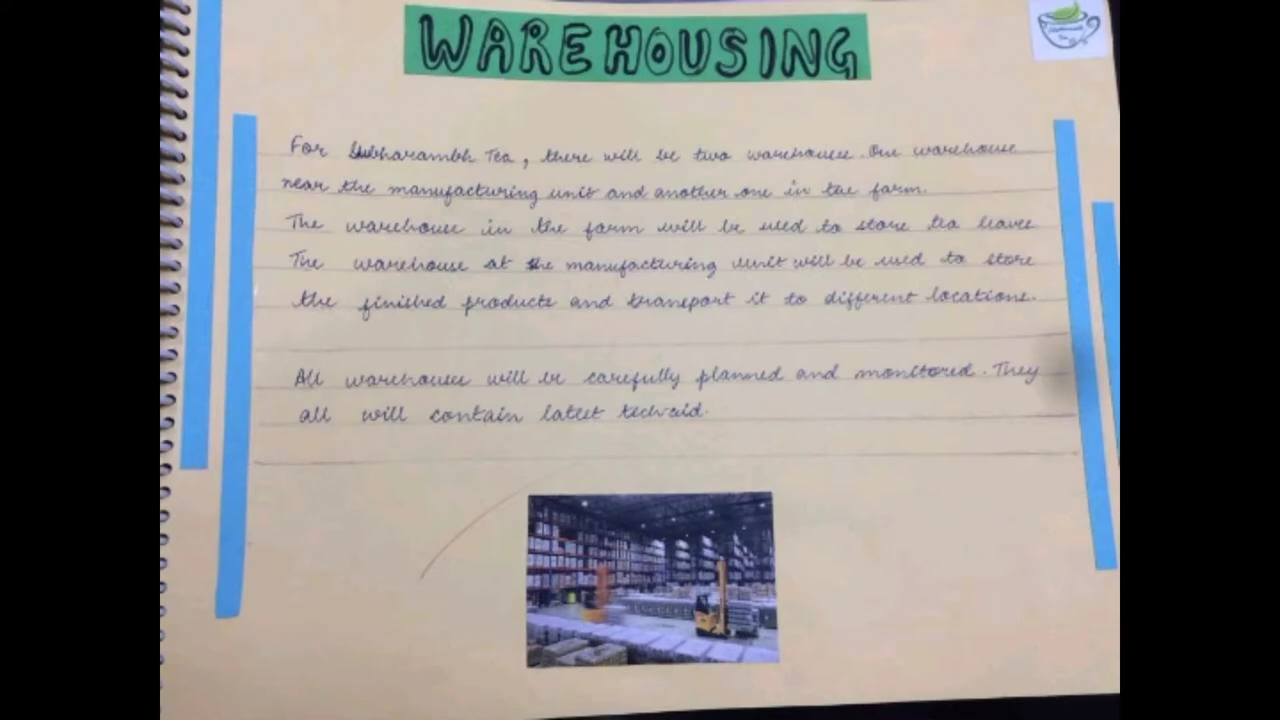 WAREHOUSING
For Subharambh Tea, there will be two warehouses. One warehouse
near the manufacturing unit and another one in the farm.
The warehouse in the farm will be used to store tea leaves
The warehouse at the manufacturing unit will be used to store
the finished products and transport it to different locations.
All warehouses will be carefully planned and monitored. They
all will contain latest